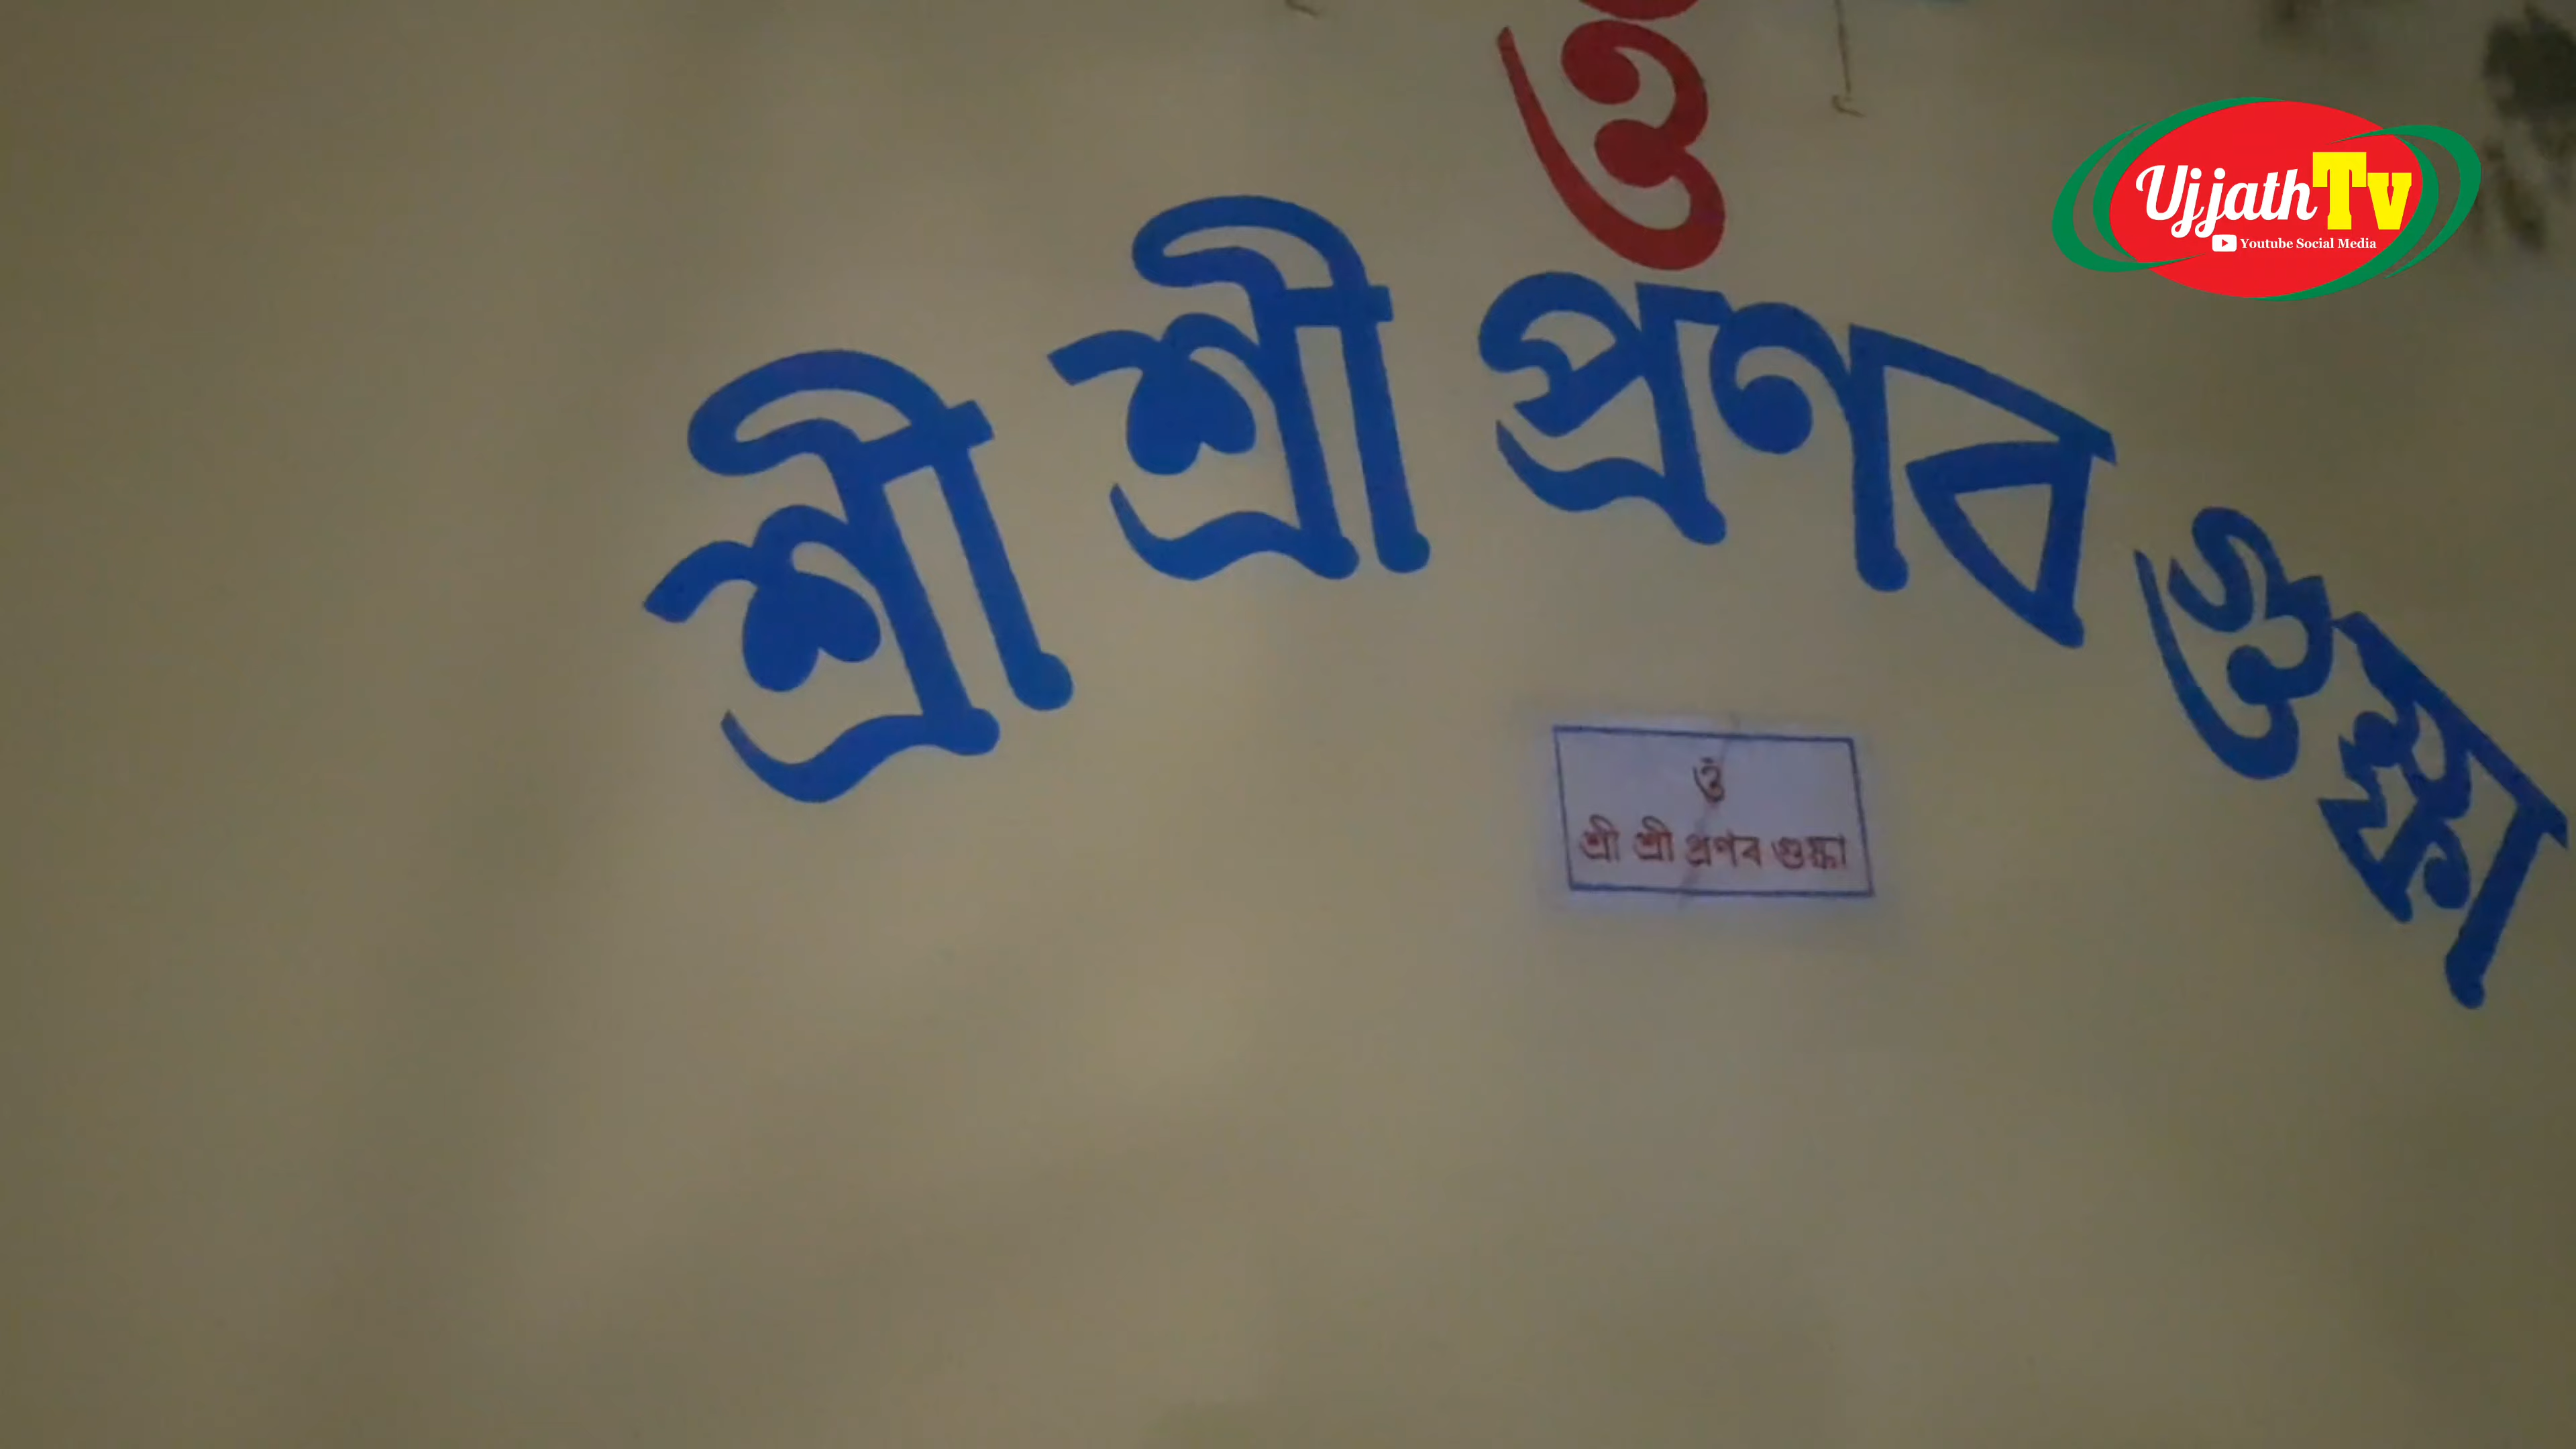 ওঁ
শ্রী শ্রী প্রণব গুম্ফা
ওঁ
শ্রী শ্রী প্রণব গুম্ফা
Ujjath TV
Youtube Social Media